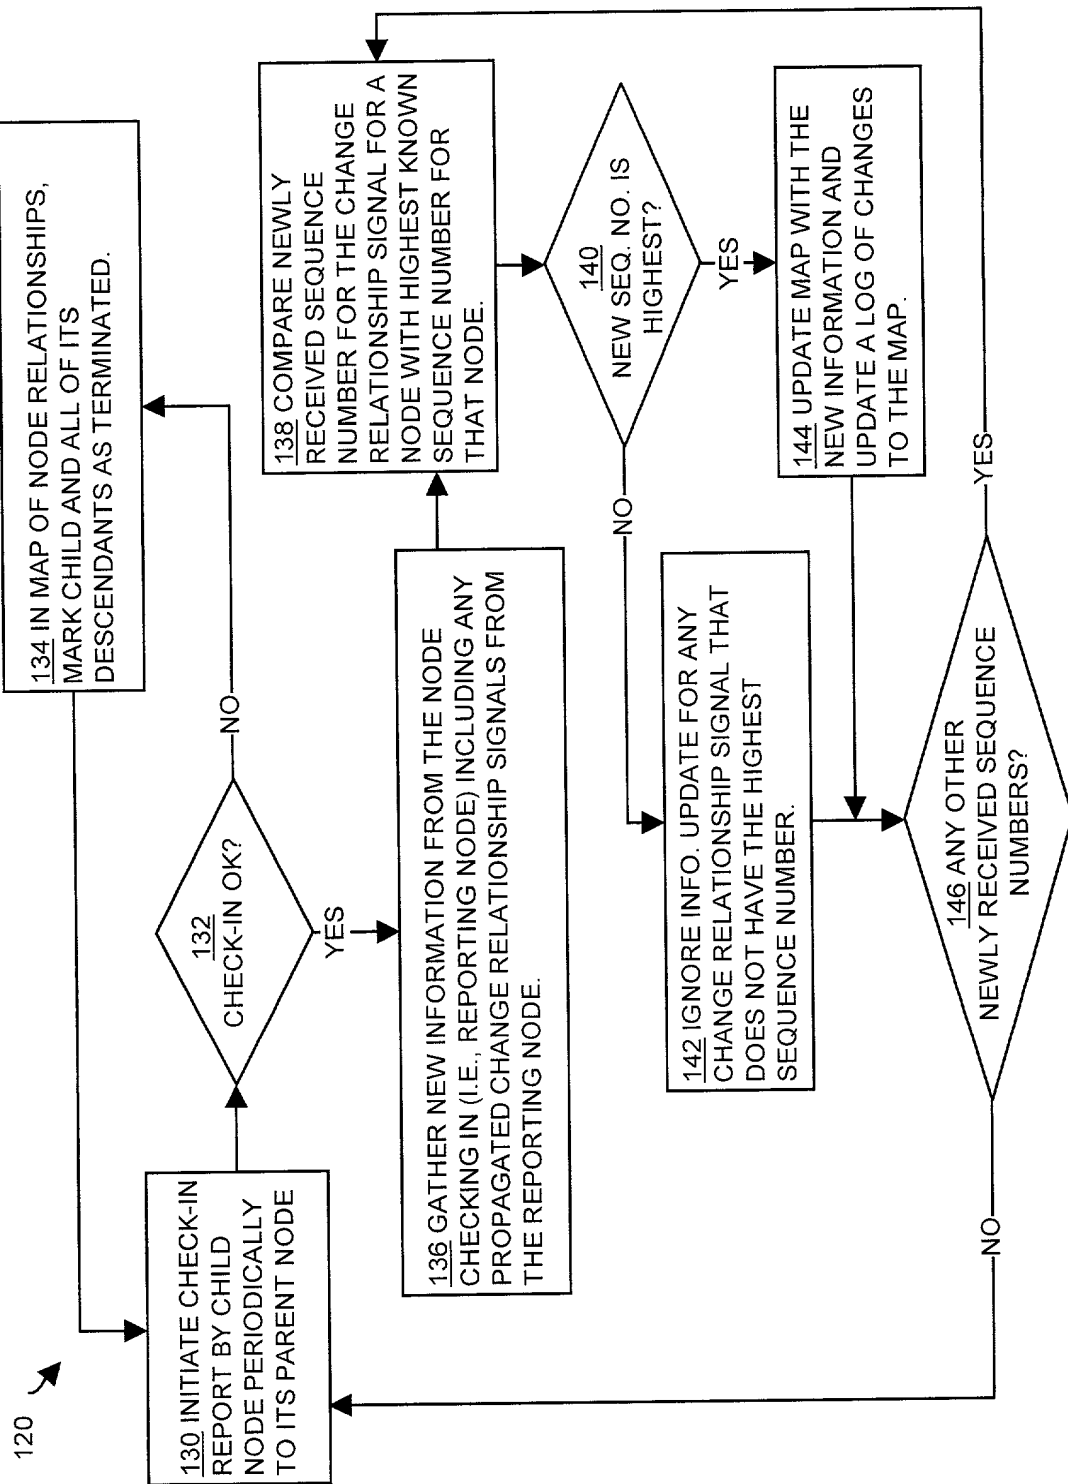 120
130 INITIATE CHECK-IN
REPORT BY CHILD
NODE PERIODICALLY
TO ITS PARENT NODE
132
CHECK-IN OK?
NO
134 IN MAP OF NODE RELATIONSHIPS,
MARK CHILD AND ALL OF ITS
DESCENDANTS AS TERMINATED.
YES
136 GATHER NEW INFORMATION FROM THE NODE
CHECKING IN (I.E., REPORTING NODE) INCLUDING ANY
PROPAGATED CHANGE RELATIONSHIP SIGNALS FROM
THE REPORTING NODE.
138 COMPARE NEWLY
RECEIVED SEQUENCE
NUMBER FOR THE CHANGE
RELATIONSHIP SIGNAL FOR A
NODE WITH HIGHEST KNOWN
SEQUENCE NUMBER FOR
THAT NODE.
140
NEW SEQ. NO. IS
HIGHEST?
NO
YES
142 IGNORE INFO. UPDATE FOR ANY
CHANGE RELATIONSHIP SIGNAL THAT
DOES NOT HAVE THE HIGHEST
SEQUENCE NUMBER.
144 UPDATE MAP WITH THE
NEW INFORMATION AND
UPDATE A LOG OF CHANGES
TO THE MAP.
146 ANY OTHER
NEWLY RECEIVED SEQUENCE
NUMBERS?
NO
YES